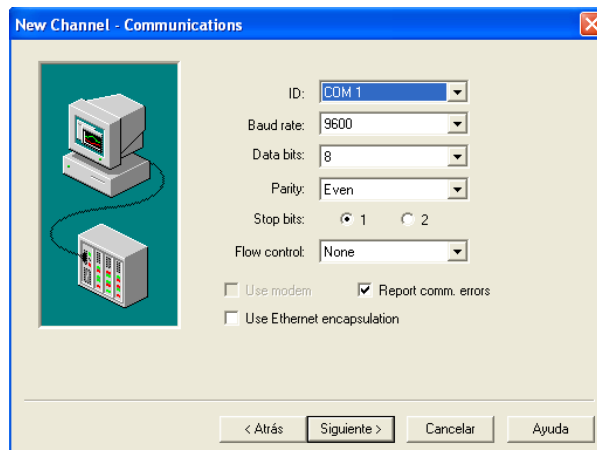 New Channel - Communications
ID: COM 1
Baud rate: 9600
Data bits: 8
Parity: Even
Stop bits: 1 2
Flow control: None
Use modem Report comm. errors
Use Ethernet encapsulation
< Atrás Siguiente > Cancelar Ayuda